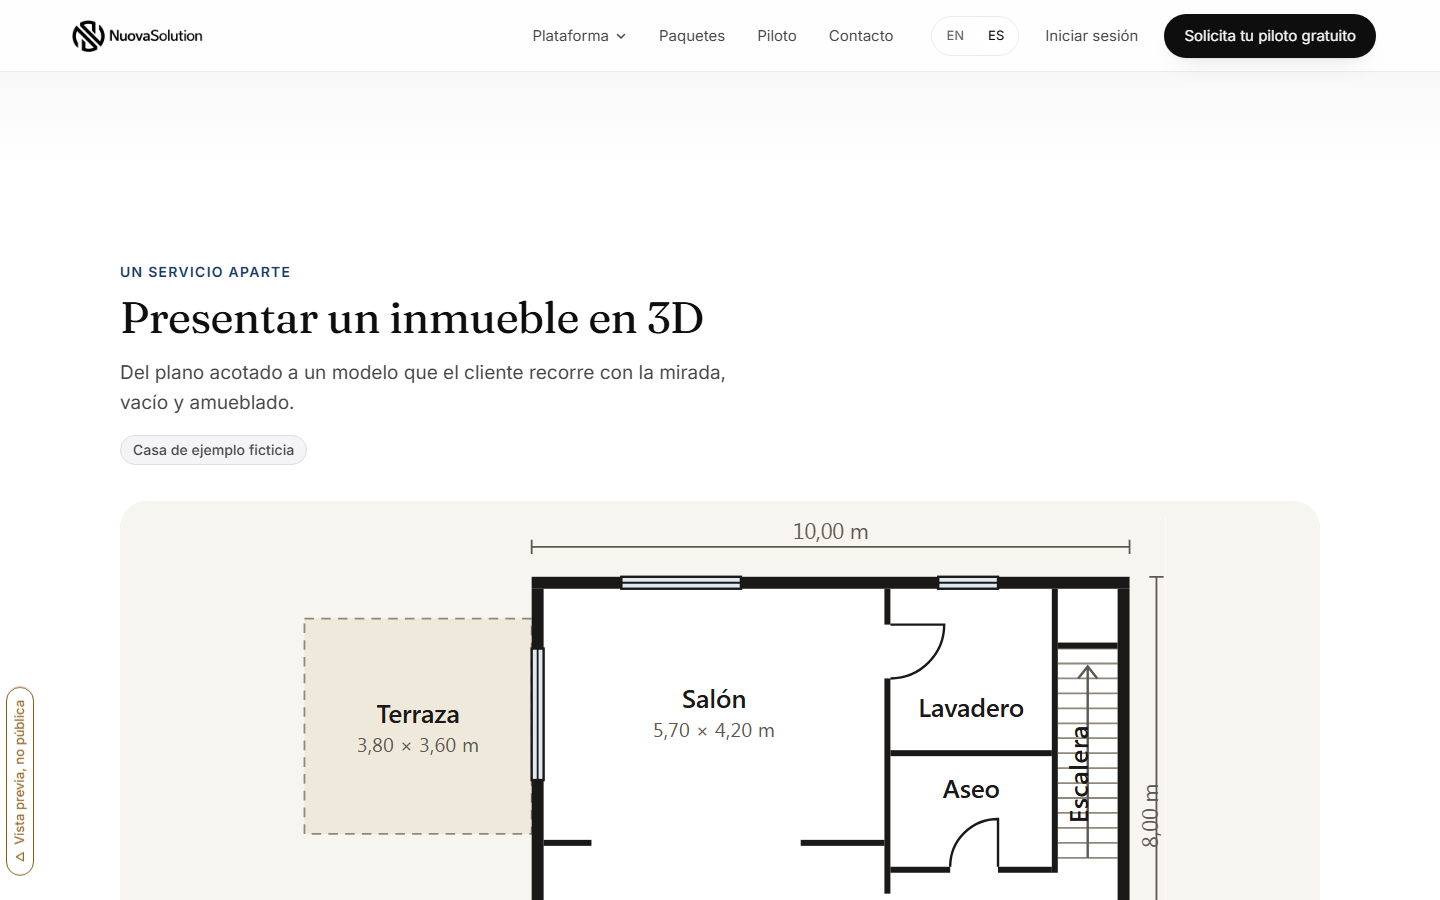 NuovaSolution
Plataforma
Paquetes
Piloto
Contacto
EN
ES
Iniciar sesión
Solicita tu piloto gratuito
UN SERVICIO APARTE
Presentar un inmueble en 3D
Del plano acotado a un modelo que el cliente recorre con la mirada,
vacío y amueblado.
Casa de ejemplo ficticia
10,00 m
Salón
5,70 × 4,20 m
Terraza
3,80 × 3,60 m
Lavadero
Aseo
Escalera
8,00 m
Vista previa, no pública